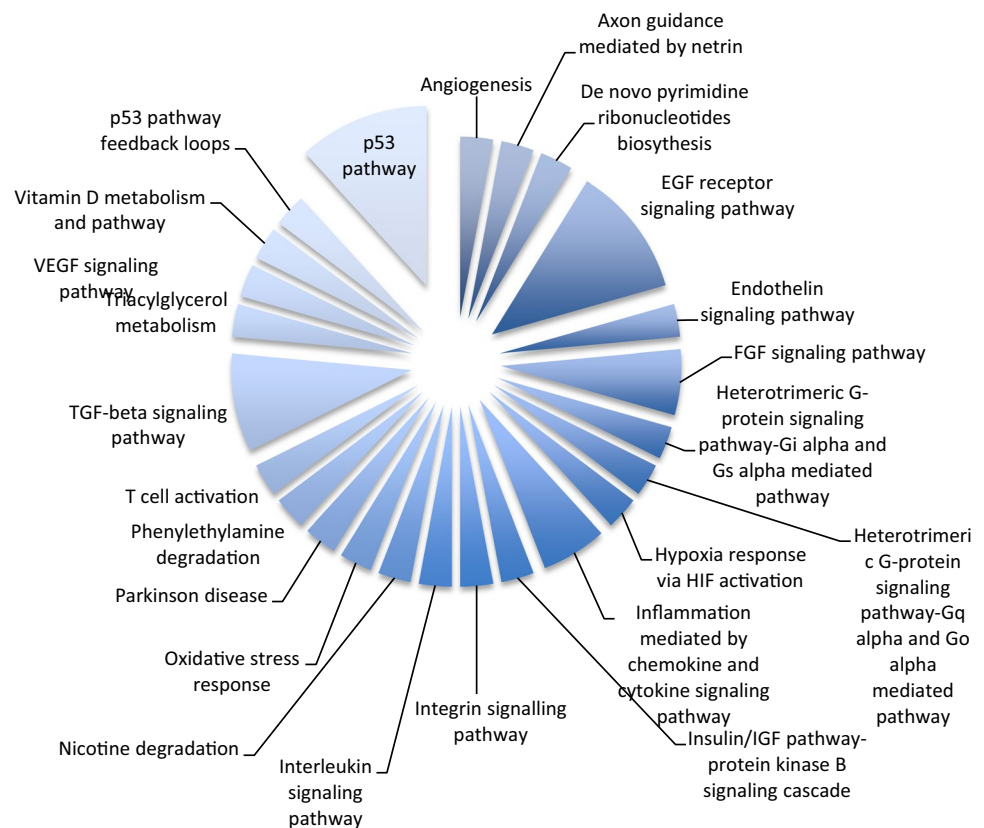 Axon guidance
mediated by netrin
Angiogenesis
De novo pyrimidine
ribonucleotides
biosythesis
p53 pathway
feedback loops
p53
pathway
EGF receptor
signaling pathway
Vitamin D metabolism
and pathway
VEGF signaling
pathway
Triacylglycerol
metabolism
Endothelin
signaling pathway
FGF signaling pathway
Heterotrimeric G-
protein signaling
pathway-Gi alpha and
Gs alpha mediated
pathway
TGF-beta signaling
pathway
T cell activation
Phenylethylamine
degradation
Parkinson disease
Heterotrimeri
c G-protein
signaling
pathway-Gq
alpha and Go
alpha
mediated
pathway
Hypoxia response
via HIF activation
Inflammation
mediated by
chemokine and
cytokine signaling
pathway
Oxidative stress
response
Integrin signalling
pathway
Nicotine degradation
Insulin/IGF pathway-
protein kinase B
signaling cascade
Interleukin
signaling
pathway